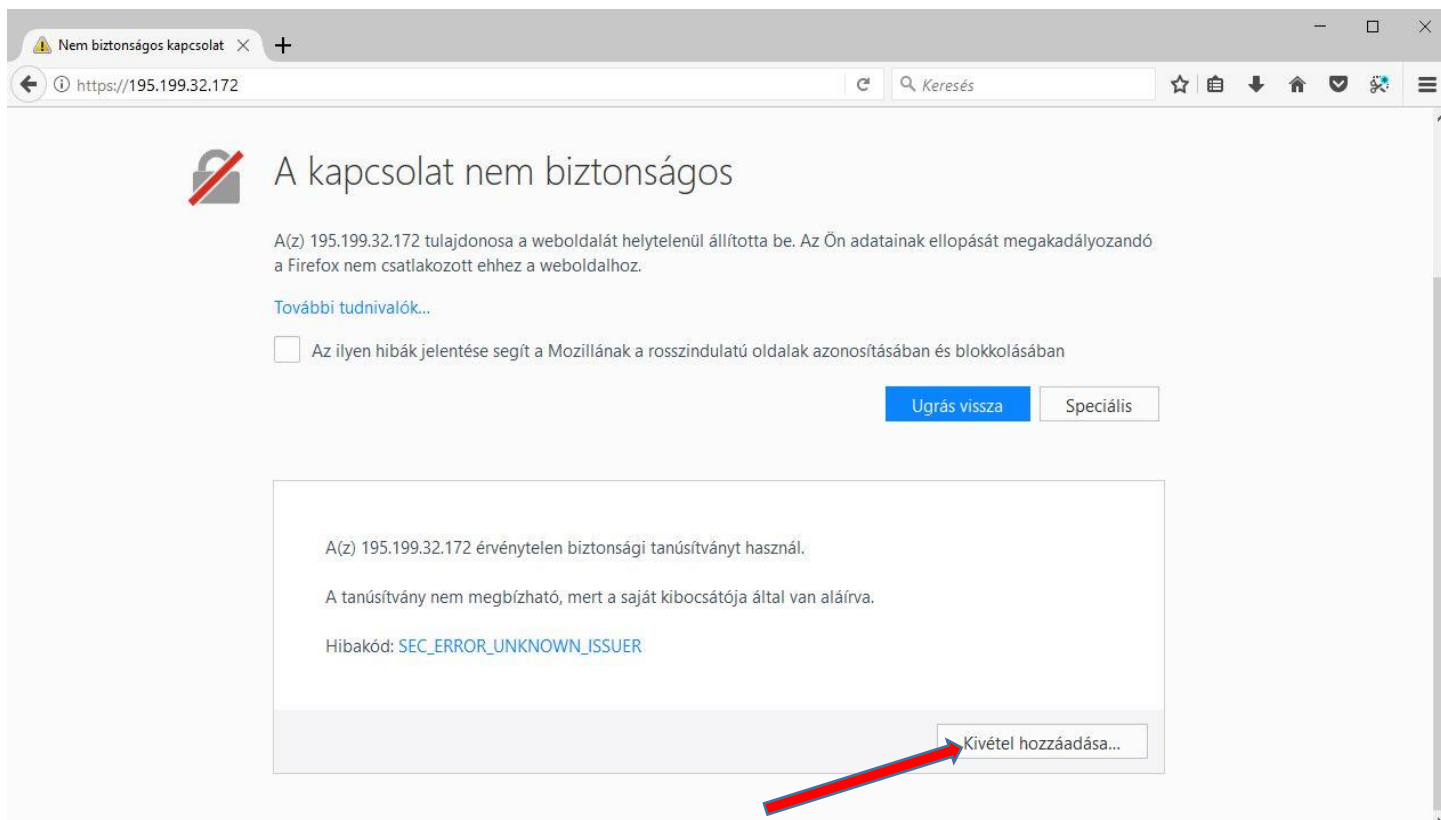 Nem biztonságos kapcsolat
https://195.199.32.172
Keresés
A kapcsolat nem biztonságos
A(z) 195.199.32.172 tulajdonosa a weboldalát helytelenül állította be. Az Ön adatainak ellopását megakadályozandó
a Firefox nem csatlakozott ehhez a weboldalhoz.
További tudnivalók...
Az ilyen hibák jelentése segít a Mozillának a rosszindulatú oldalak azonosításában és blokkolásában
Ugrás vissza
Speciális
A(z) 195.199.32.172 érvénytelen biztonsági tanúsítványt használ.
A tanúsítvány nem megbízható, mert a saját kibocsátója által van aláírva.
Hibakód: SEC_ERROR_UNKNOWN_ISSUER
Kivétel hozzáadása...